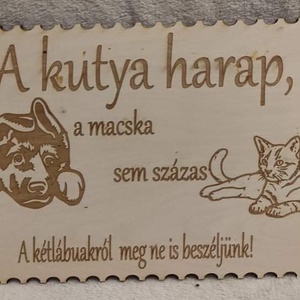 A kutya harap,
a macska
sem százas
A kétlábuakról meg ne is beszéljünk!